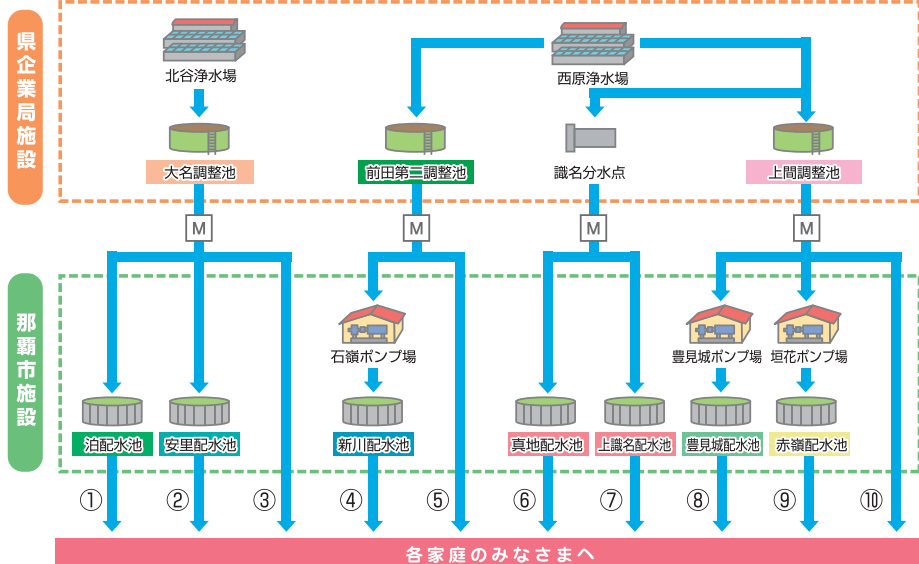 県企業局施設
北谷浄水場
西原浄水場
大名調整池
前田第二調整池
識名分水点
上間調整池
M
M
M
M
那覇市施設
石嶺ポンプ場
豊見城ポンプ場
垣花ポンプ場
泊配水池
安里配水池
新川配水池
真地配水池
上識名配水池
豊見城配水池
赤嶺配水池
①
②
③
④
⑤
⑥
⑦
⑧
⑨
⑩
各家庭のみなさまへ